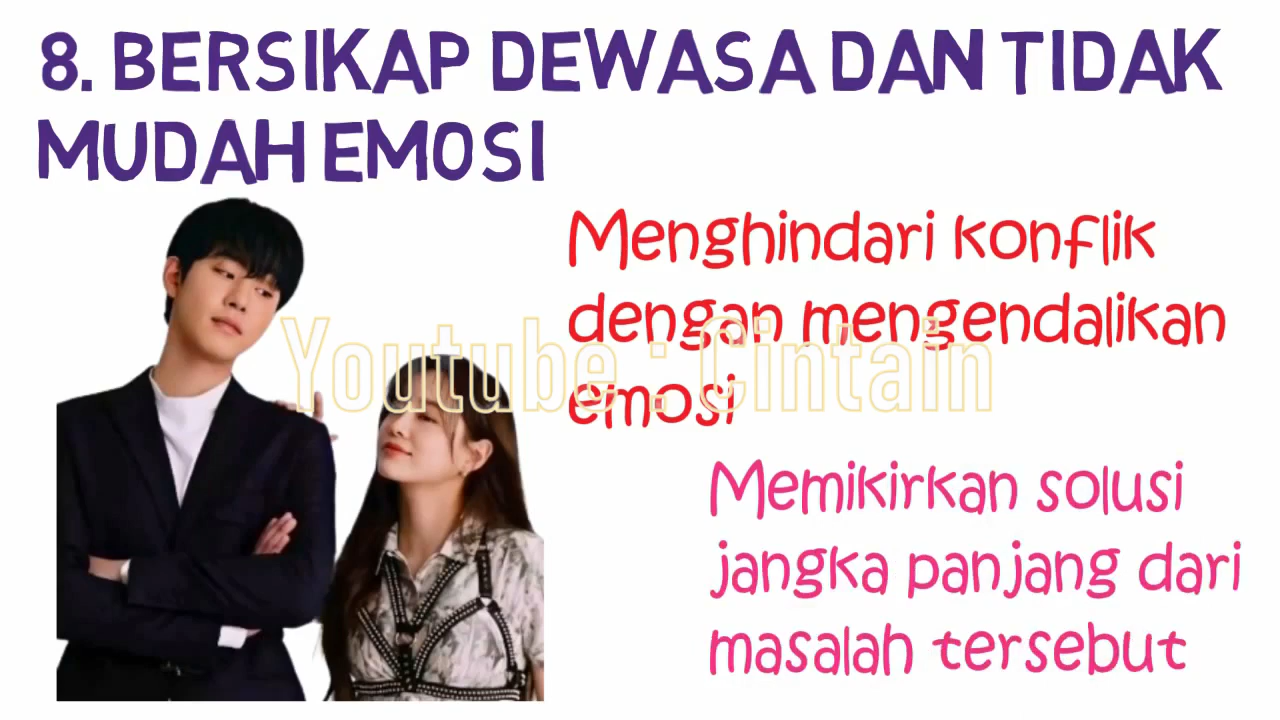 8. BERSIKAP DEWASA DAN TIDAK
MUDAH EMOSI
Menghindari konflik
dengan mengendalikan
Youtube : Cintain
emosi
Memikirkan solusi
jangka panjang dari
masalah tersebut